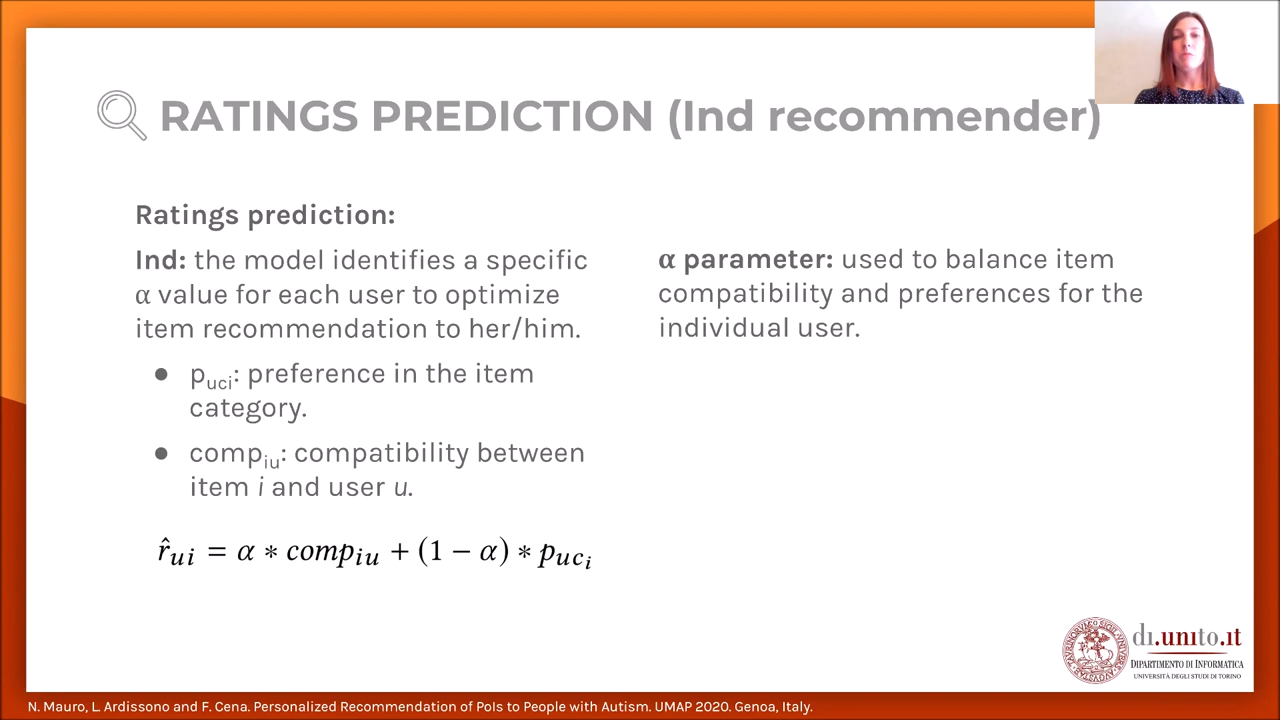 RATINGS PREDICTION (Ind recommender)
Ratings prediction:
Ind: the model identifies a specific
α value for each user to optimize
item recommendation to her/him.
● p_uci: preference in the item
category.
● comp_iu: compatibility between
item i and user u.
r̂_ui = α * comp_iu + (1 − α) * p_uc_i
α parameter: used to balance item
compatibility and preferences for the
individual user.
di.unito.it
DIPARTIMENTO DI INFORMATICA
UNIVERSITÀ DEGLI STUDI DI TORINO
N. Mauro, L. Ardissono and F. Cena. Personalized Recommendation of PoIs to People with Autism. UMAP 2020. Genoa, Italy.